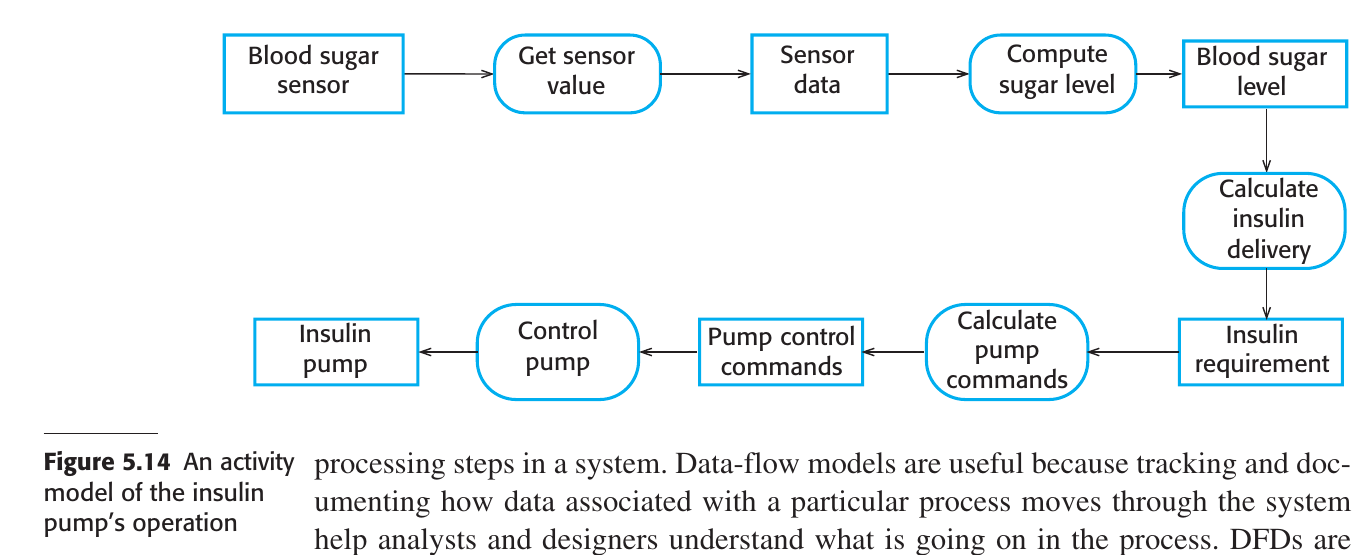 Blood sugar
sensor
Get sensor
value
Sensor
data
Compute
sugar level
Blood sugar
level
Calculate
insulin
delivery
Insulin
requirement
Calculate
pump
commands
Pump control
commands
Control
pump
Insulin
pump
Figure 5.14 An activity
model of the insulin
pump's operation
processing steps in a system. Data-flow models are useful because tracking and doc-
umenting how data associated with a particular process moves through the system
help analysts and designers understand what is going on in the process. DFDs are